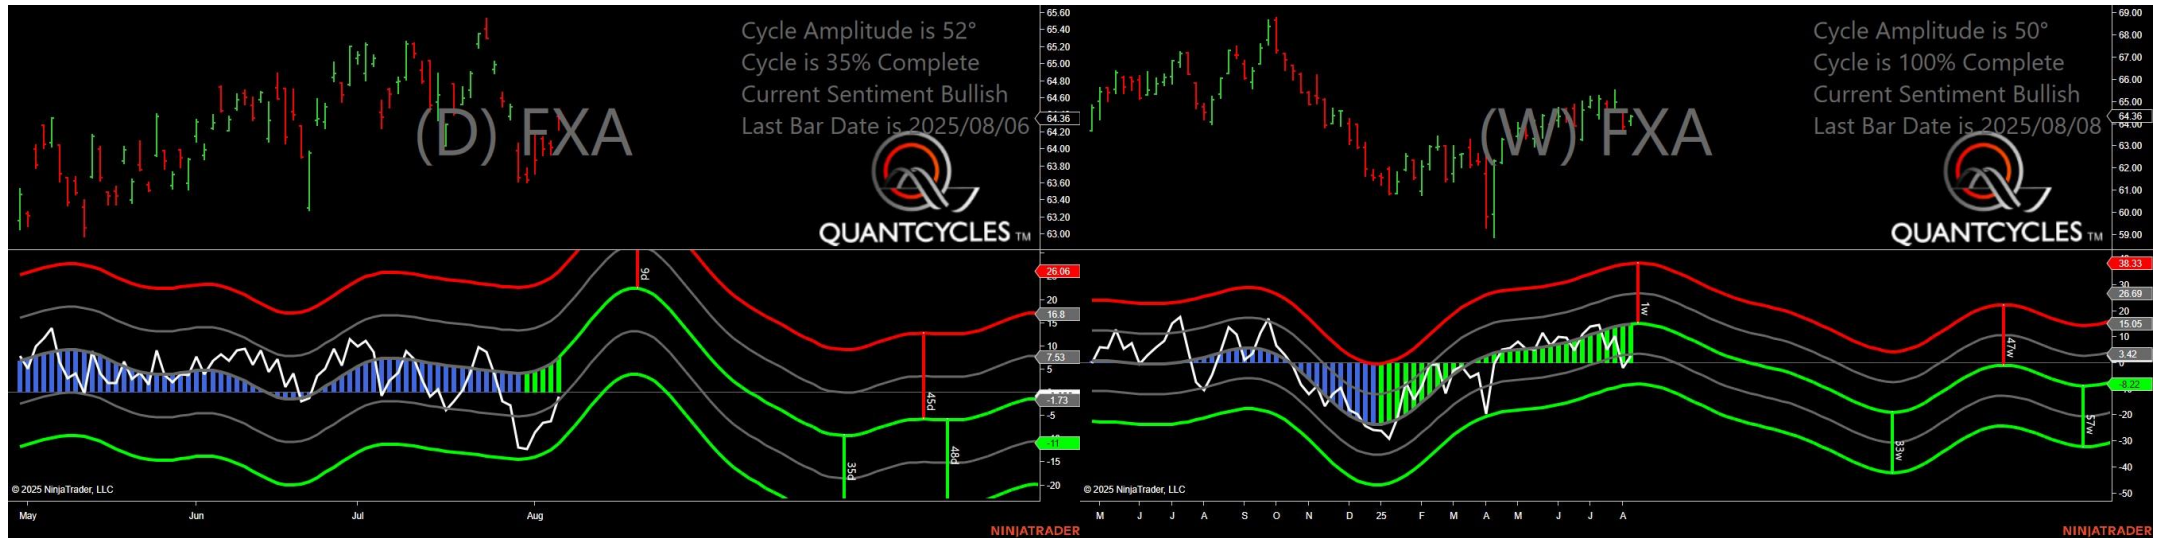 Cycle Amplitude is 52°
Cycle is 35% Complete
Current Sentiment Bullish
Last Bar Date is 2025/08/06
(D) FXA
QUANTCYCLES TM
65.60
65.40
65.20
65.00
64.80
64.60
64.36
64.20
64.00
63.80
63.60
63.40
63.20
63.00
9d
45d
35d
48d
26.06
20
16.8
15
10
7.53
-1.73
-5
-11
-15
-20
© 2025 NinjaTrader, LLC
May Jun Jul Aug
NINJATRADER
Cycle Amplitude is 50°
Cycle is 100% Complete
Current Sentiment Bullish
Last Bar Date is 2025/08/08
(W) FXA
QUANTCYCLES TM
69.00
68.00
67.00
66.00
65.00
64.36
64.00
63.00
62.00
61.00
60.00
59.00
1w
47w
33w
57w
38.33
30
26.69
20
15.05
10
3.42
-8.22
-20
-30
-40
-50
© 2025 NinjaTrader, LLC
M J J A S O N D 25 F M A M J J A
NINJATRADER